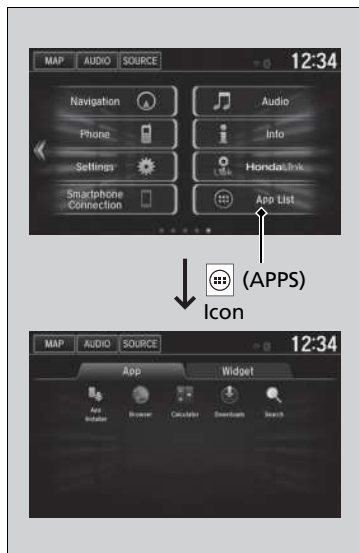 MAP AUDIO SOURCE 12:34
Navigation Audio
Phone Info
Settings Link HondaLink
Smartphone
Connection App List
(APPS)
Icon
MAP AUDIO SOURCE 12:34
App Widget
App
Installer Browser Calculator Downloads Search